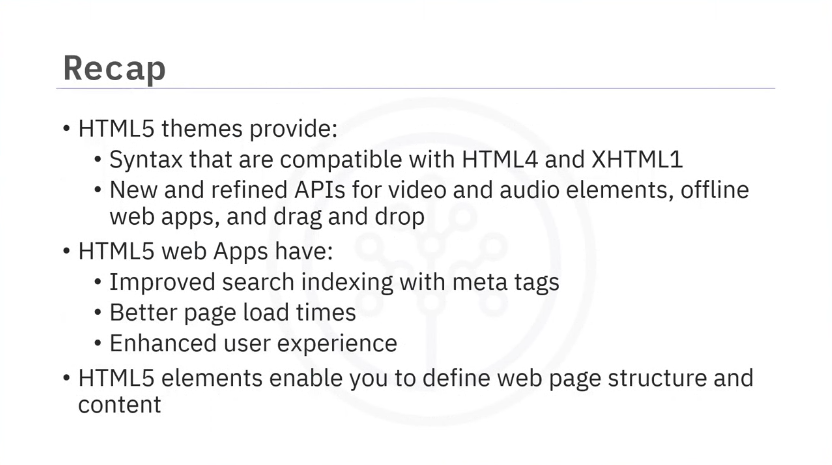 Recap
• HTML5 themes provide:
• Syntax that are compatible with HTML4 and XHTML1
• New and refined APIs for video and audio elements, offline
web apps, and drag and drop
• HTML5 web Apps have:
• Improved search indexing with meta tags
• Better page load times
• Enhanced user experience
• HTML5 elements enable you to define web page structure and
content